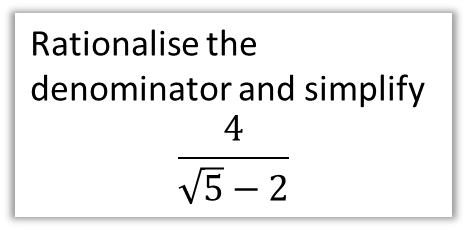 Rationalise the
denominator and simplify
4
√5 − 2